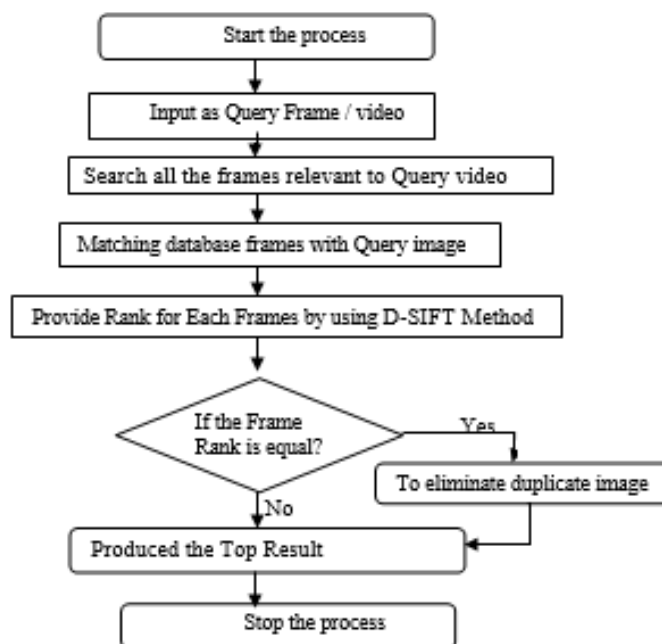 Start the process
Input as Query Frame / video
Search all the frames relevant to Query video
Matching database frames with Query image
Provide Rank for Each Frames by using D-SIFT Method
If the Frame
Rank is equal?
Yes
To eliminate duplicate image
No
Produced the Top Result
Stop the process